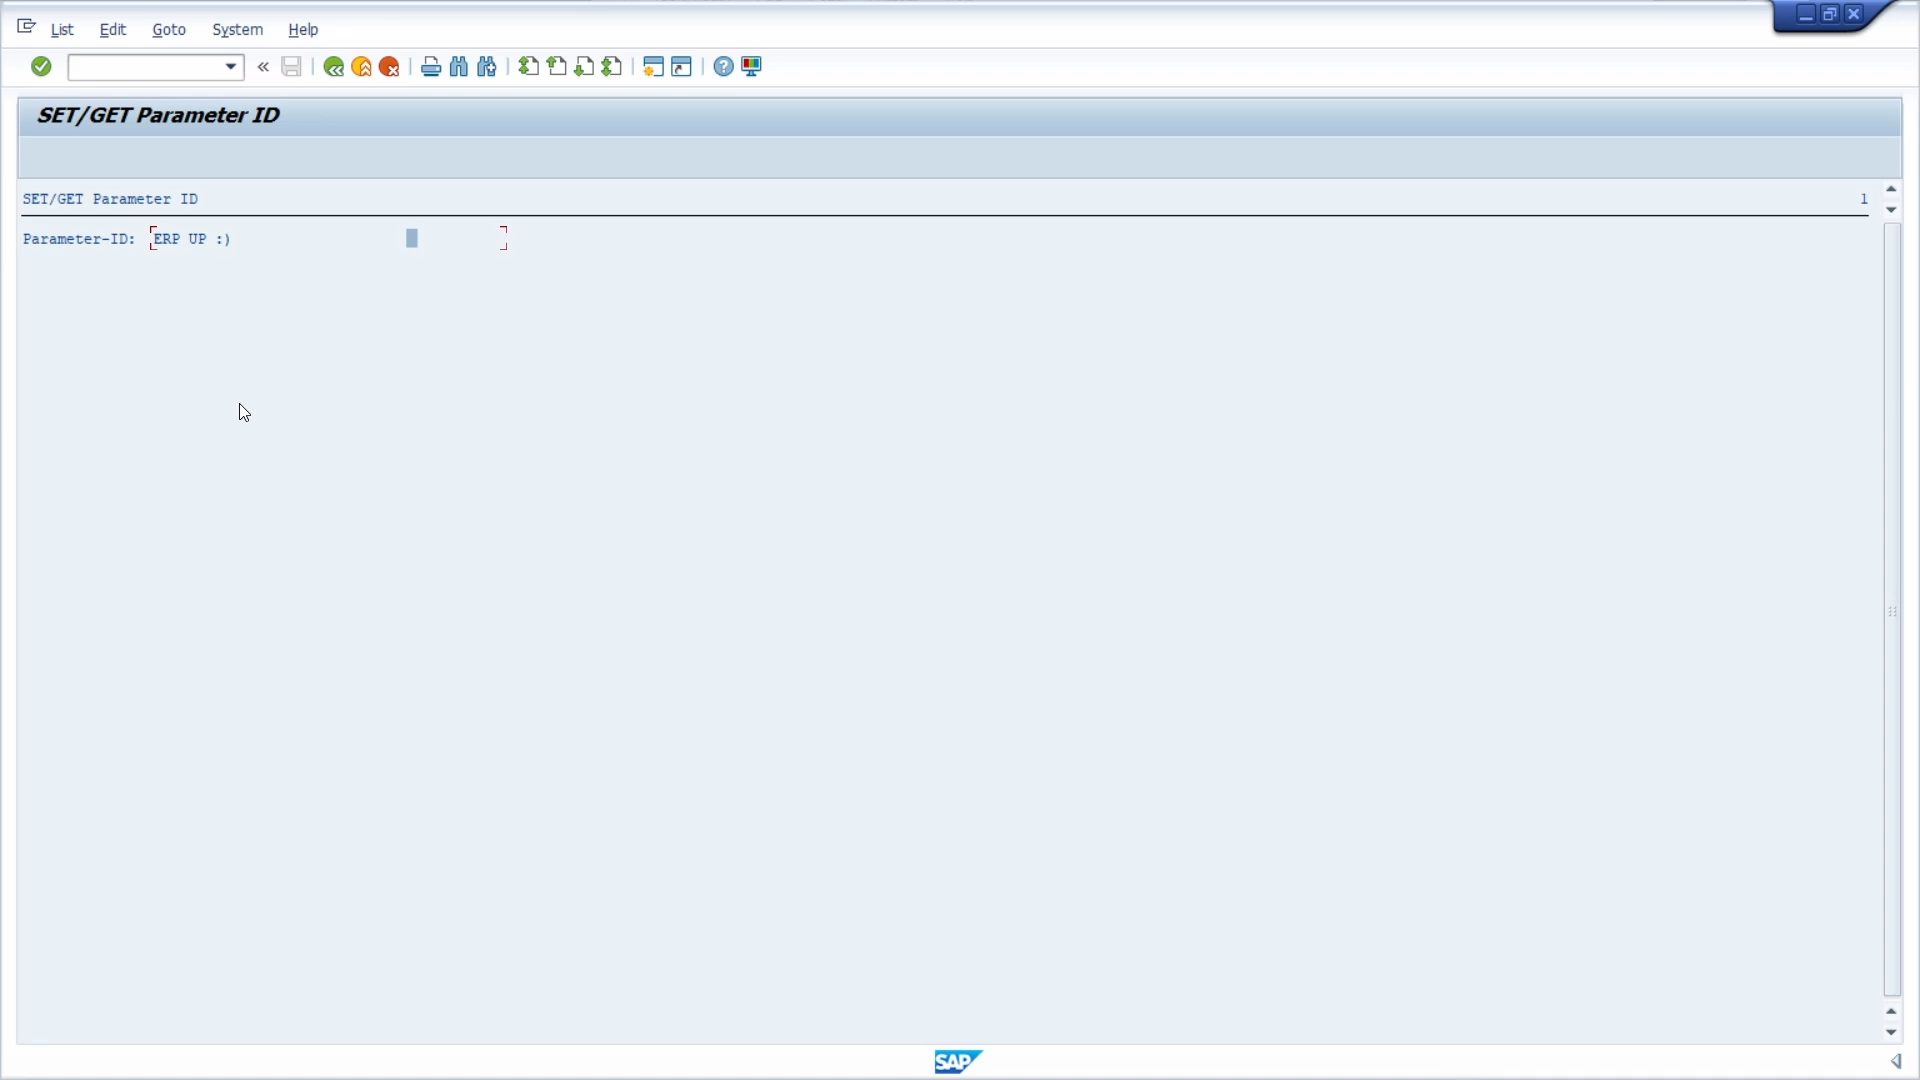 List Edit Goto System Help
SET/GET Parameter ID
SET/GET Parameter ID 1
Parameter-ID: ERP UP :)
SAP